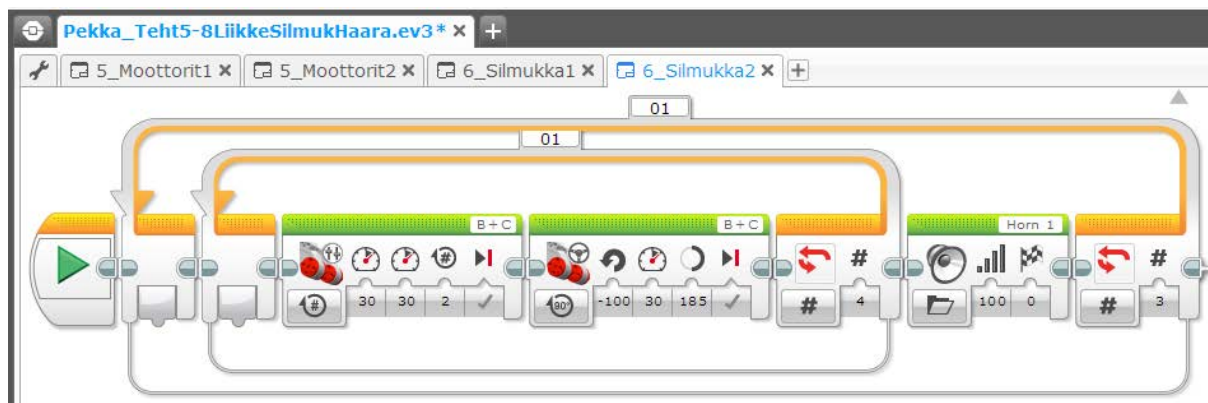 Pekka_Teht5-8LiikkeSilmukHaara.ev3* × +
5_Moottorit1 × 5_Moottorit2 × 6_Silmukka1 × 6_Silmukka2 × +
01
01
B+C B+C Horn 1
# # #
# 30 30 2 90° -100 30 185 # 4 100 0 # 3